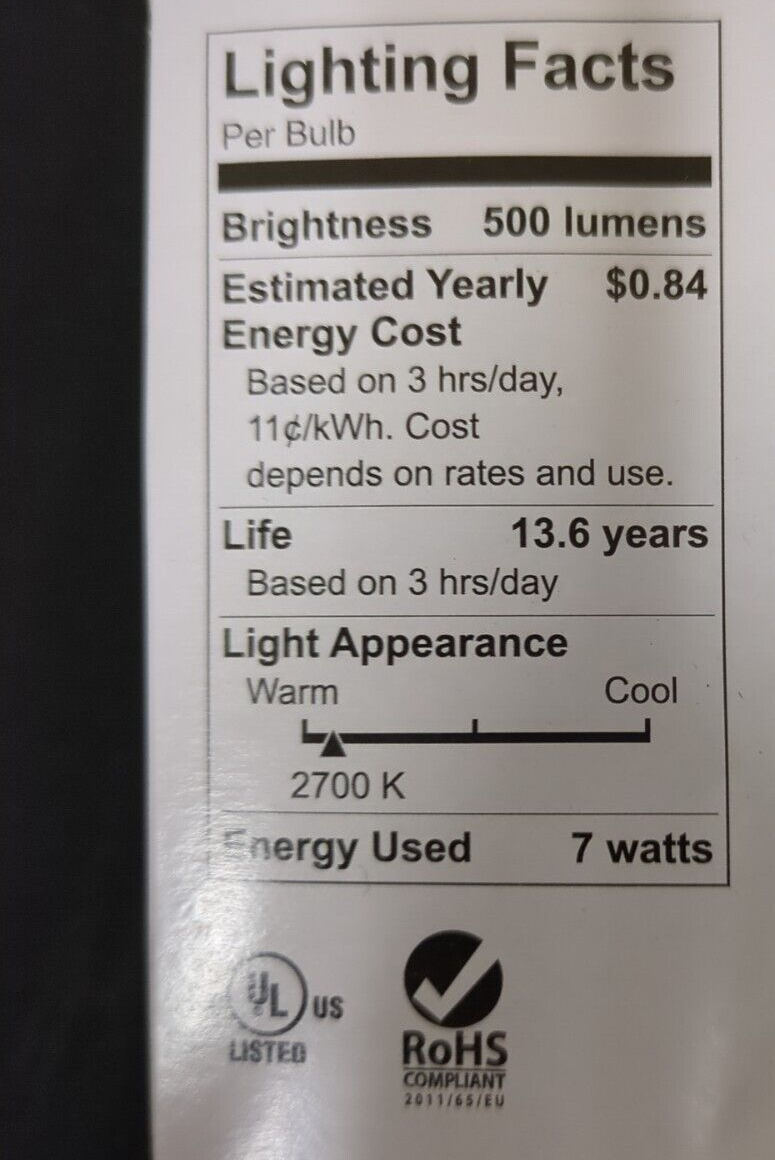 Lighting Facts
Per Bulb
Brightness 500 lumens
Estimated Yearly $0.84
Energy Cost
Based on 3 hrs/day,
11¢/kWh. Cost
depends on rates and use.
Life 13.6 years
Based on 3 hrs/day
Light Appearance
Warm Cool
2700 K
Energy Used 7 watts
UL US
LISTED
RoHS
COMPLIANT
2011/65/EU